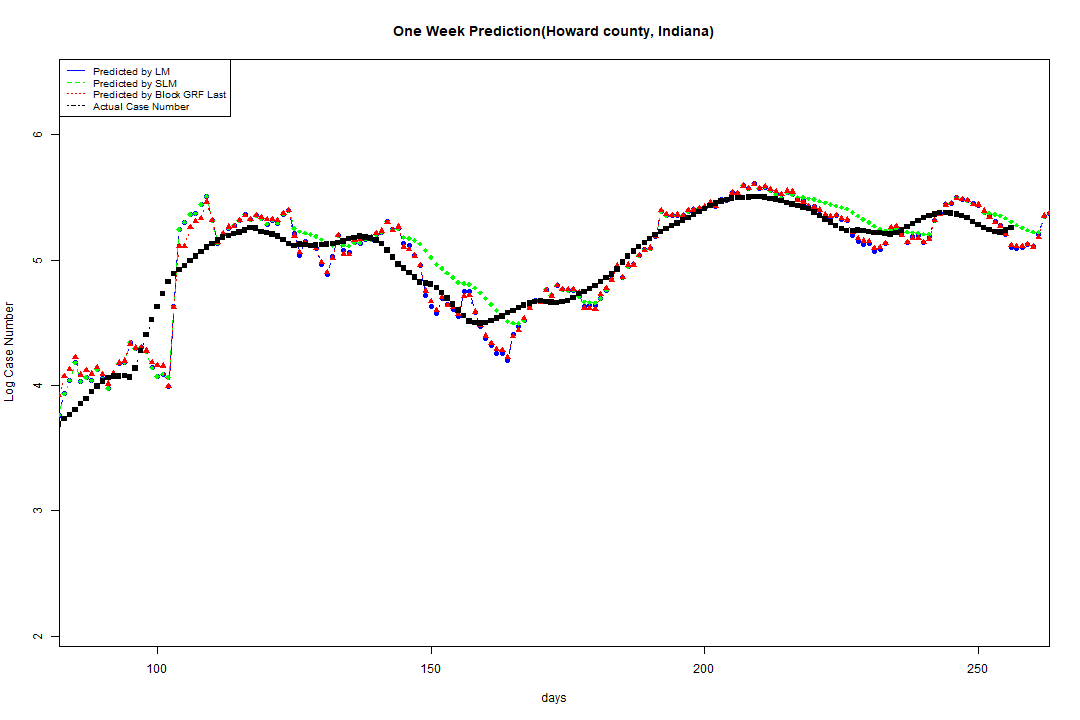 One Week Prediction(Howard county, Indiana)
Predicted by LM
Predicted by SLM
Predicted by Block GRF Last
Actual Case Number
6
5
4
3
2
Log Case Number
100 150 200 250
days